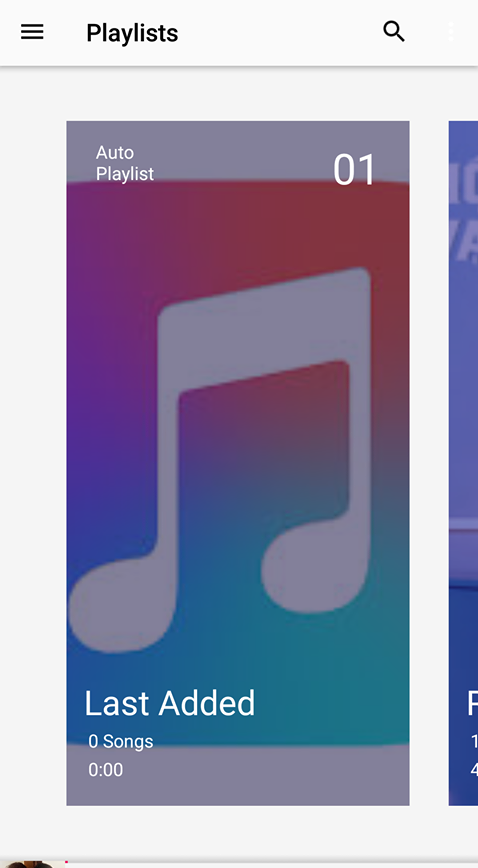 Playlists
Auto
Playlist
01
Last Added
0 Songs
0:00